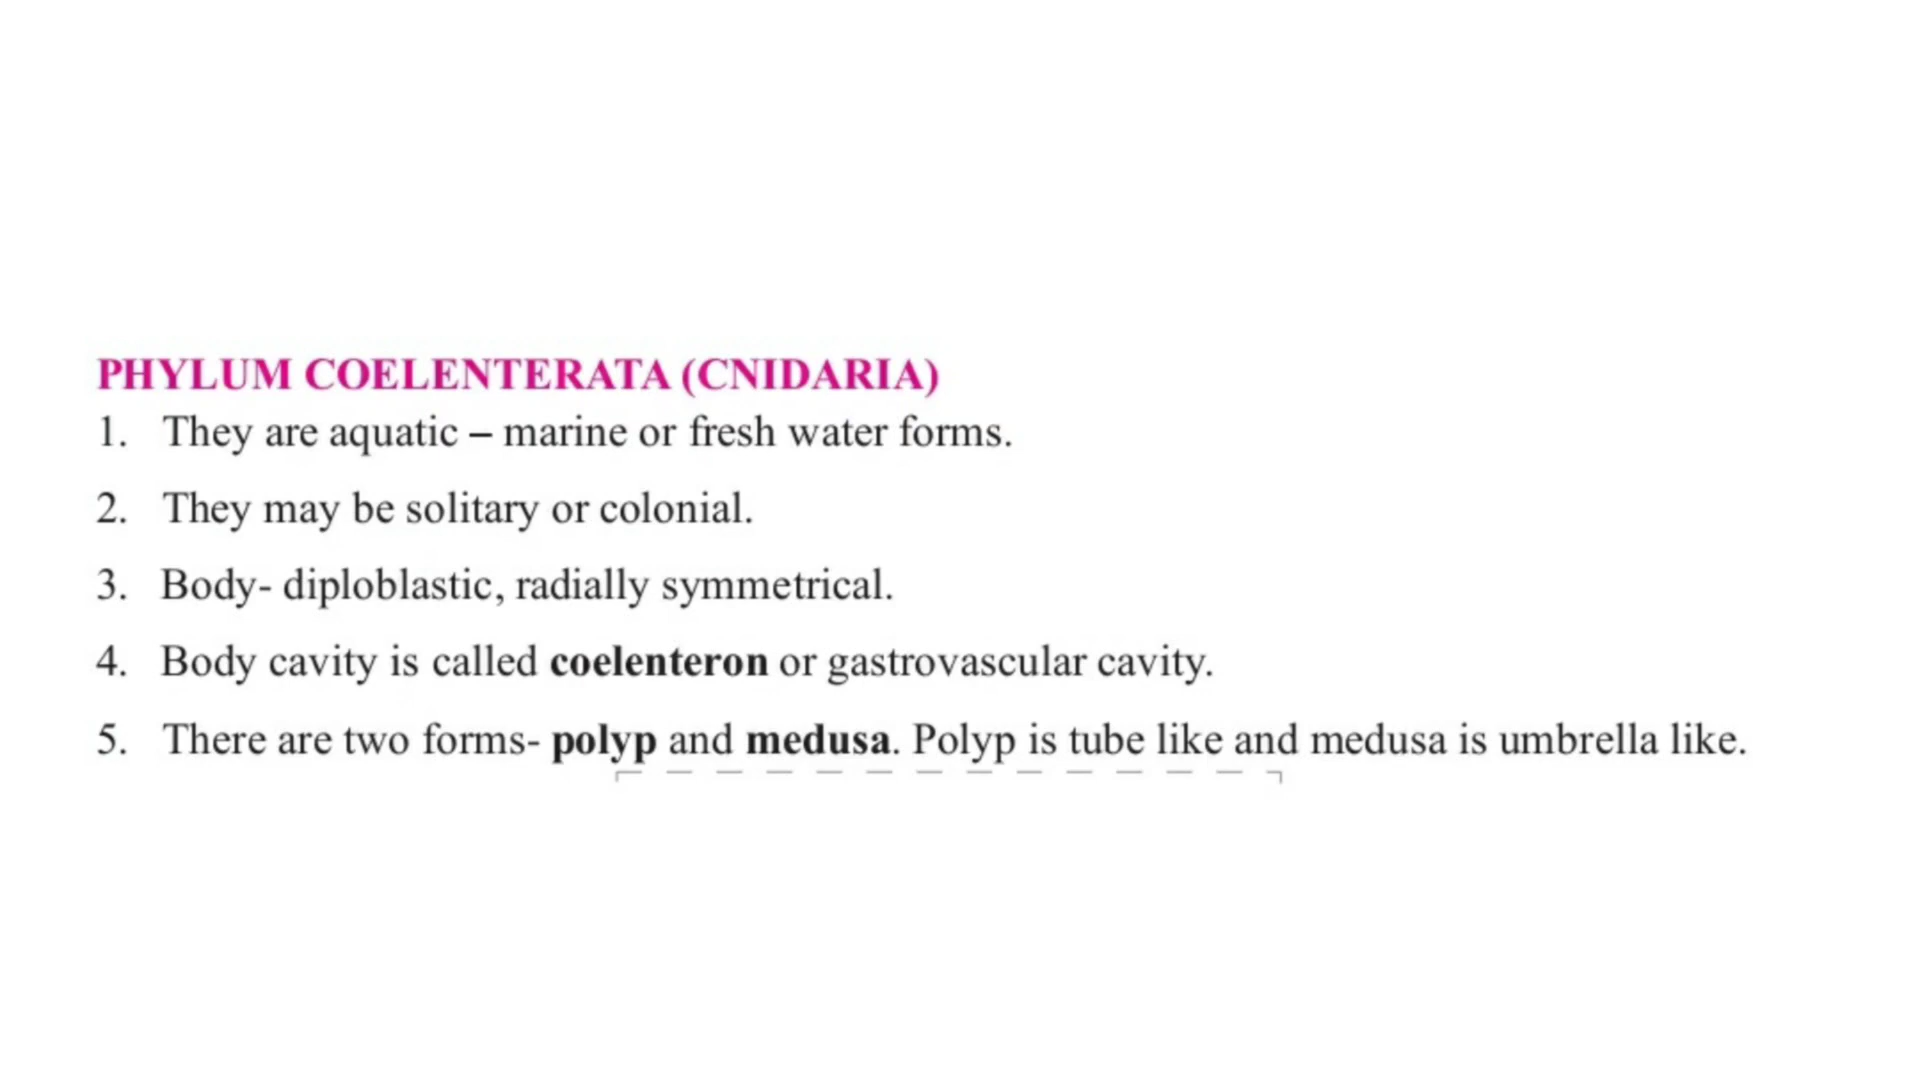 PHYLUM COELENTERATA (CNIDARIA)
1. They are aquatic – marine or fresh water forms.
2. They may be solitary or colonial.
3. Body- diploblastic, radially symmetrical.
4. Body cavity is called coelenteron or gastrovascular cavity.
5. There are two forms- polyp and medusa. Polyp is tube like and medusa is umbrella like.